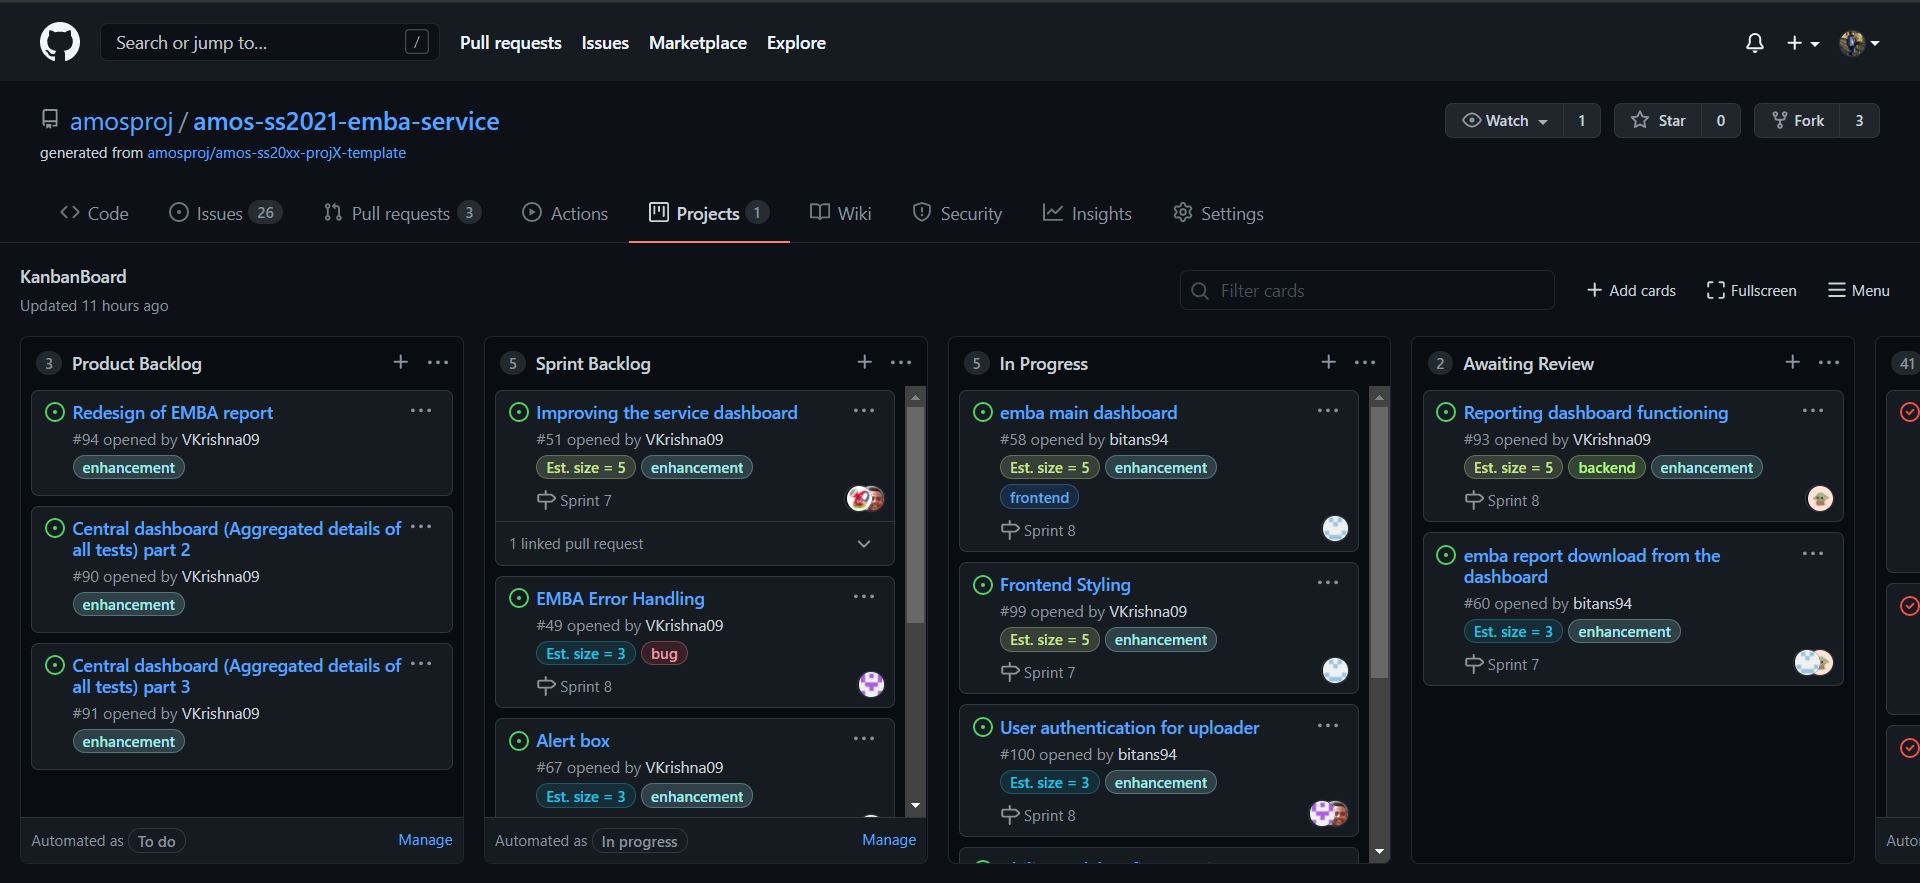 Search or jump to... /
Pull requests Issues Marketplace Explore
amosproj / amos-ss2021-emba-service
Watch 1 Star 0 Fork 3
generated from amosproj/amos-ss20xx-projX-template
Code Issues 26 Pull requests 3 Actions Projects 1 Wiki Security Insights Settings
KanbanBoard
Updated 11 hours ago
Filter cards
Add cards Fullscreen Menu
3 Product Backlog
Redesign of EMBA report
#94 opened by VKrishna09
enhancement
Central dashboard (Aggregated details of
all tests) part 2
#90 opened by VKrishna09
enhancement
Central dashboard (Aggregated details of
all tests) part 3
#91 opened by VKrishna09
enhancement
Automated as To do Manage
5 Sprint Backlog
Improving the service dashboard
#51 opened by VKrishna09
Est. size = 5 enhancement
Sprint 7
1 linked pull request
EMBA Error Handling
#49 opened by VKrishna09
Est. size = 3 bug
Sprint 8
Alert box
#67 opened by VKrishna09
Est. size = 3 enhancement
Automated as In progress Manage
5 In Progress
emba main dashboard
#58 opened by bitans94
Est. size = 5 enhancement
frontend
Sprint 8
Frontend Styling
#99 opened by VKrishna09
Est. size = 5 enhancement
Sprint 7
User authentication for uploader
#100 opened by bitans94
Est. size = 3 enhancement
Sprint 8
2 Awaiting Review
Reporting dashboard functioning
#93 opened by VKrishna09
Est. size = 5 backend enhancement
Sprint 8
emba report download from the
dashboard
#60 opened by bitans94
Est. size = 3 enhancement
Sprint 7
41
Auto